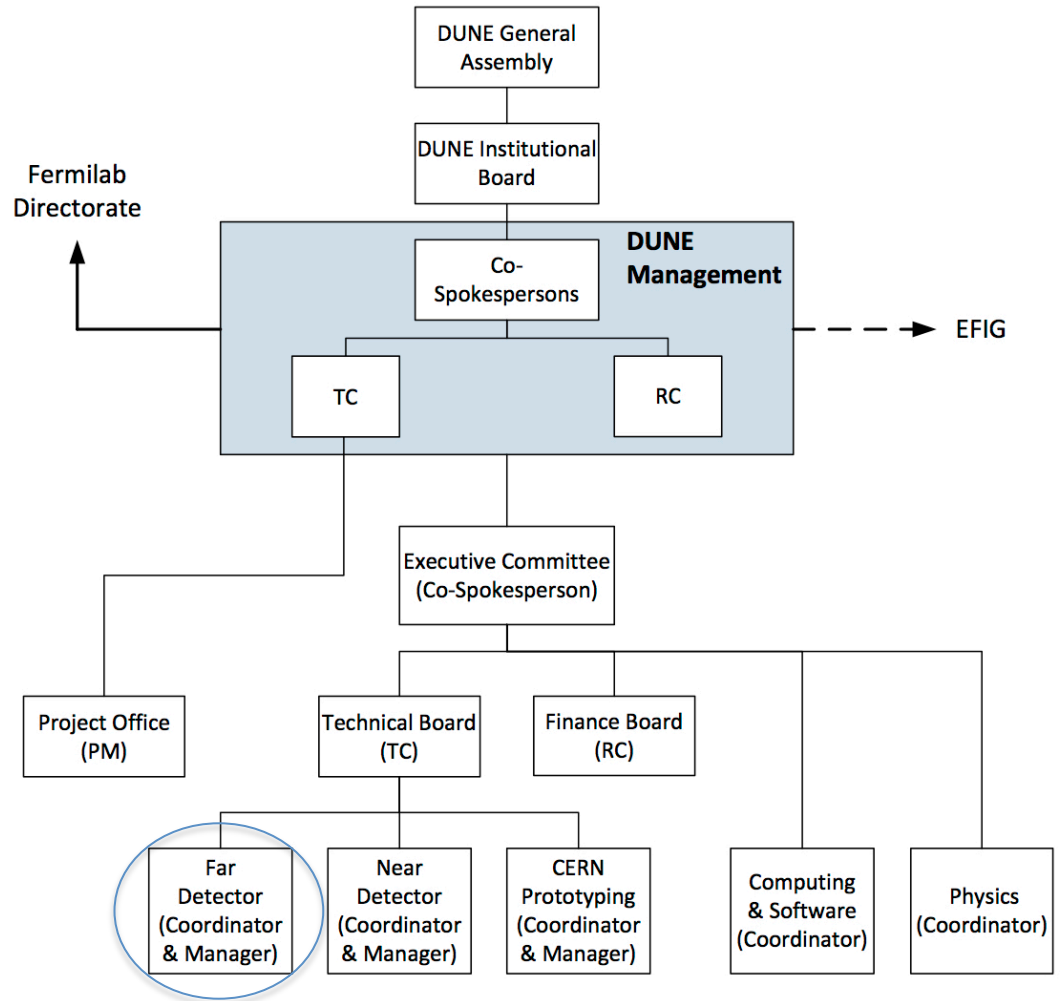 DUNE General
Assembly
DUNE Institutional
Board
Fermilab
Directorate
DUNE
Management
Co-
Spokespersons
EFIG
TC
RC
Executive Committee
(Co-Spokesperson)
Project Office
(PM)
Technical Board
(TC)
Finance Board
(RC)
Far
Detector
(Coordinator
& Manager)
Near
Detector
(Coordinator
& Manager)
CERN
Prototyping
(Coordinator
& Manager)
Computing
& Software
(Coordinator)
Physics
(Coordinator)